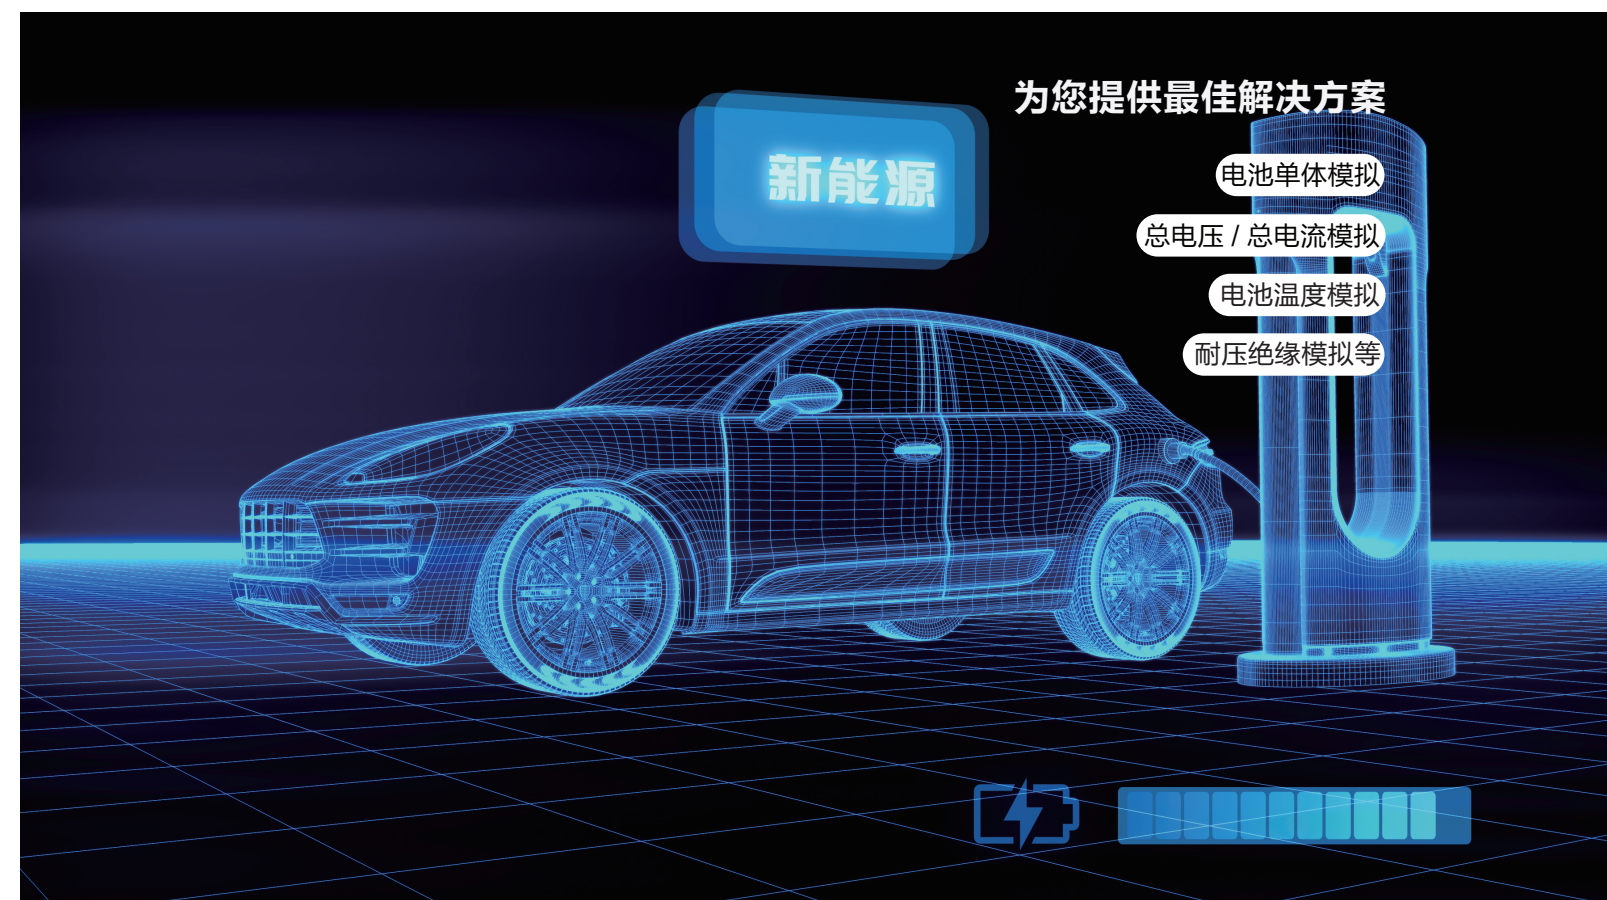 为您提供最佳解决方案
新能源
电池单体模拟
总电压 / 总电流模拟
电池温度模拟
耐压绝缘模拟等